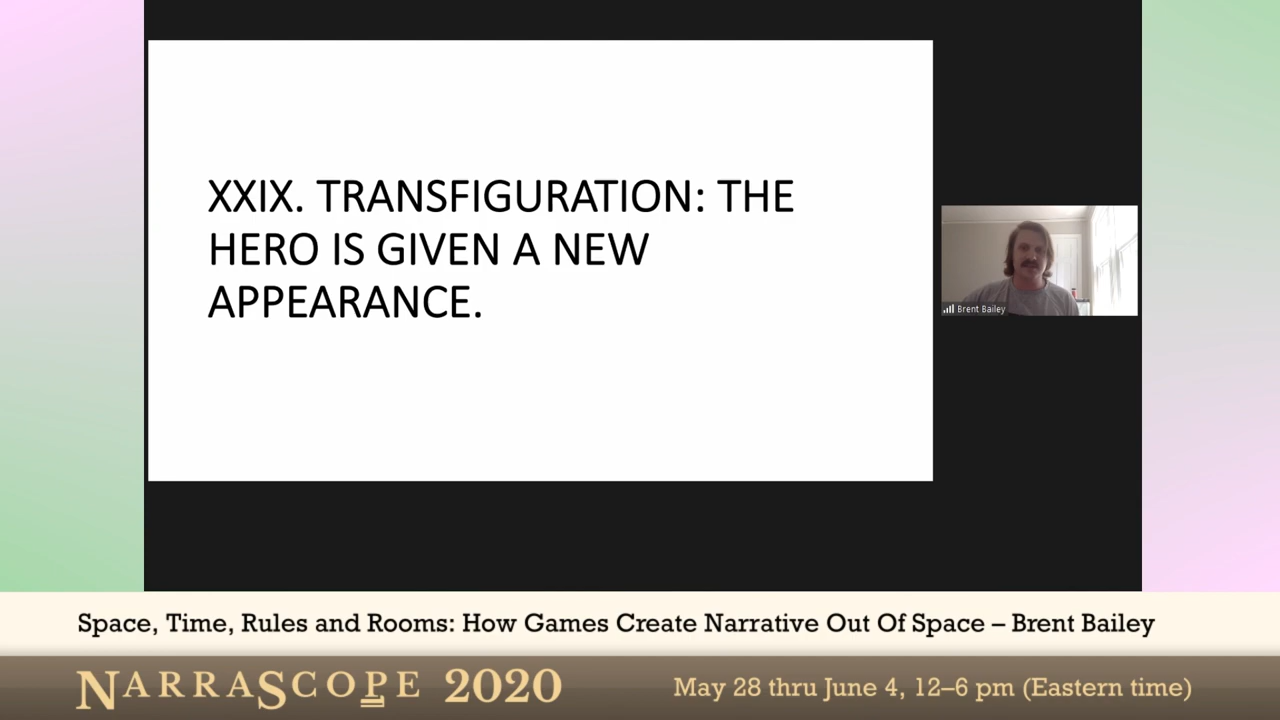 XXIX. TRANSFIGURATION: THE
HERO IS GIVEN A NEW
APPEARANCE.
Brent Bailey
Space, Time, Rules and Rooms: How Games Create Narrative Out Of Space – Brent Bailey
NARRASCOPE 2020
May 28 thru June 4, 12–6 pm (Eastern time)